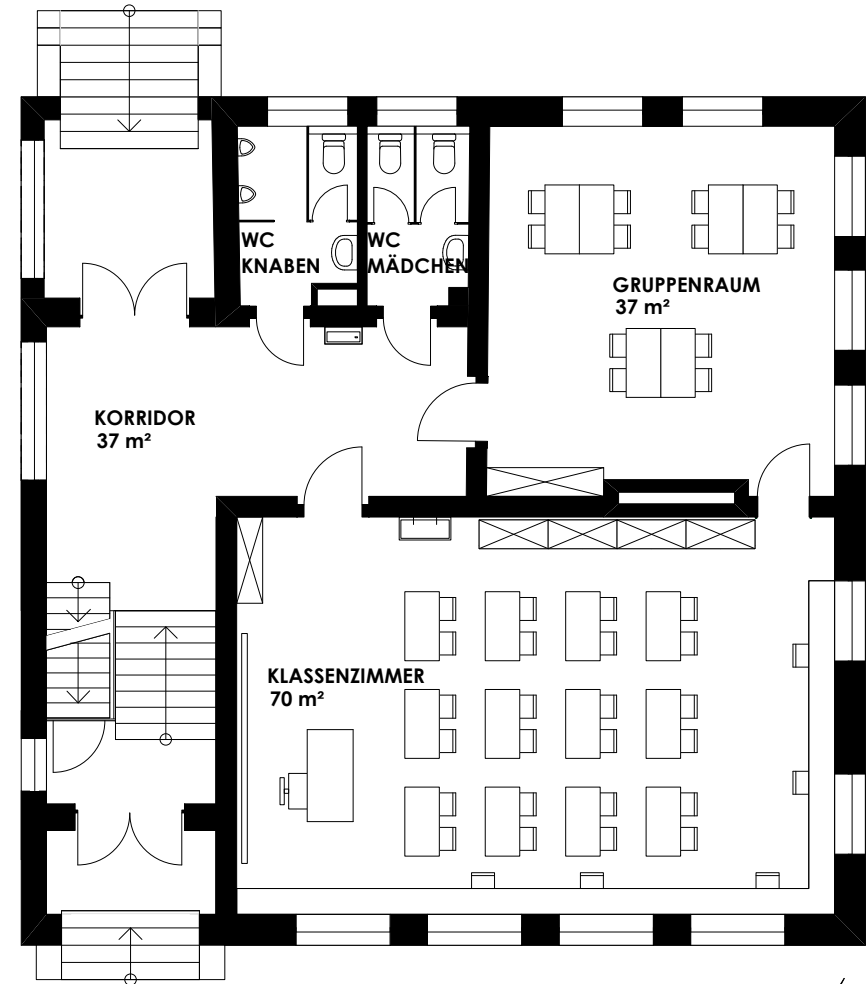 WC
KNABEN
WC
MÄDCHEN
GRUPPENRAUM
37 m²
KORRIDOR
37 m²
KLASSENZIMMER
70 m²